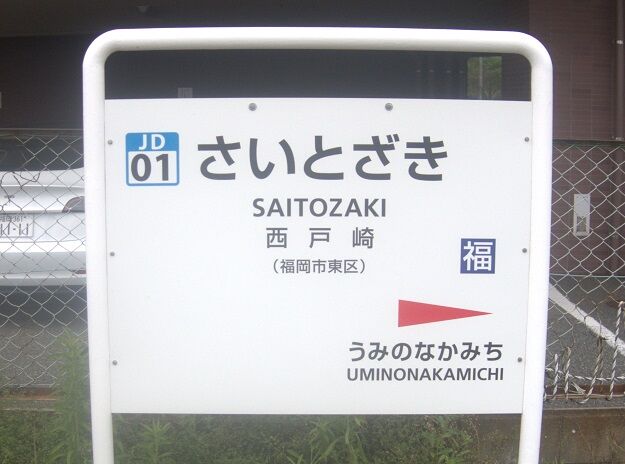 JD
01
さいとざき
SAITOZAKI
西戸崎
(福岡市東区)
福
うみのなかみち
UMINONAKAMICHI